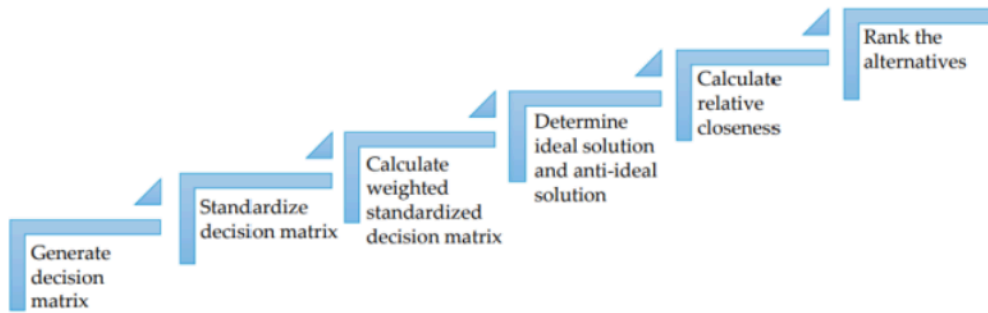 Generate
decision
matrix
Standardize
decision matrix
Calculate
weighted
standardized
decision matrix
Determine
ideal solution
and anti-ideal
solution
Calculate
relative
closeness
Rank the
alternatives